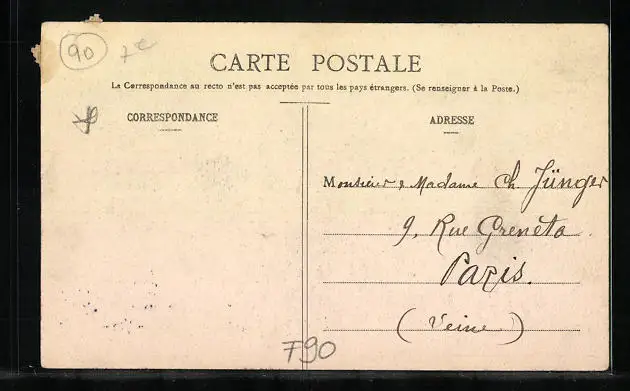 90 7e
CARTE POSTALE
La Correspondance au recto n'est pas acceptée par tous les pays étrangers. (Se renseigner à la Poste.)
CORRESPONDANCE
ADRESSE
Monsieur & Madame Ch. Jünger
9, Rue Greneta.
Paris.
(Seine)
F90